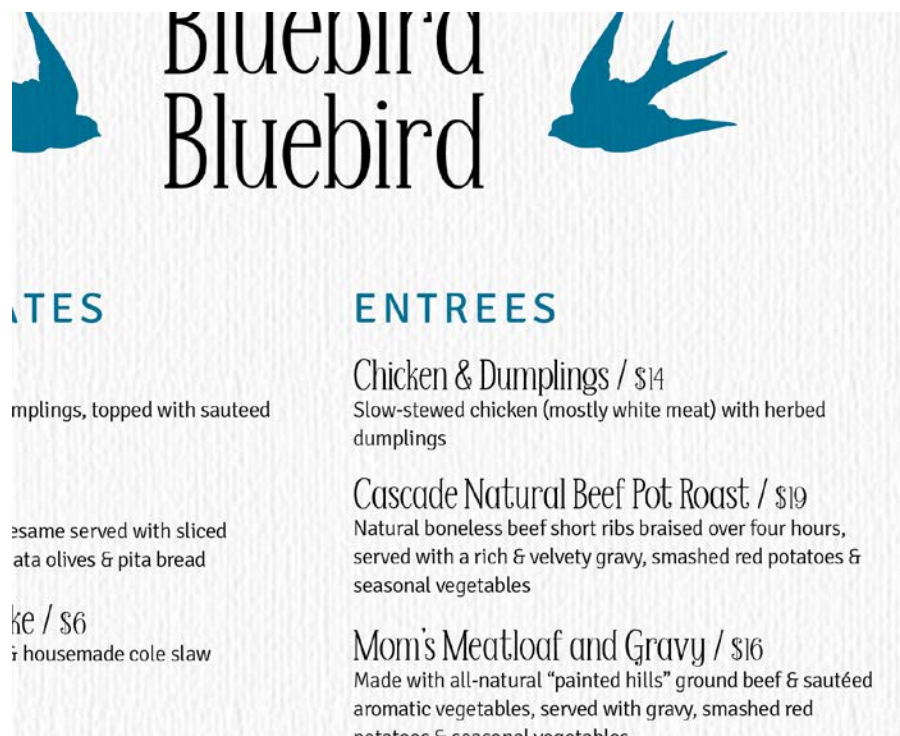 Bluebird
Bluebird
ATES
mplings, topped with sauteed
esame served with sliced
ata olives & pita bread
ke / $6
& housemade cole slaw
ENTREES
Chicken & Dumplings / $14
Slow-stewed chicken (mostly white meat) with herbed
dumplings
Cascade Natural Beef Pot Roast / $19
Natural boneless beef short ribs braised over four hours,
served with a rich & velvety gravy, smashed red potatoes &
seasonal vegetables
Mom's Meatloaf and Gravy / $16
Made with all-natural “painted hills” ground beef & sautéed
aromatic vegetables, served with gravy, smashed red
potatoes & seasonal vegetables